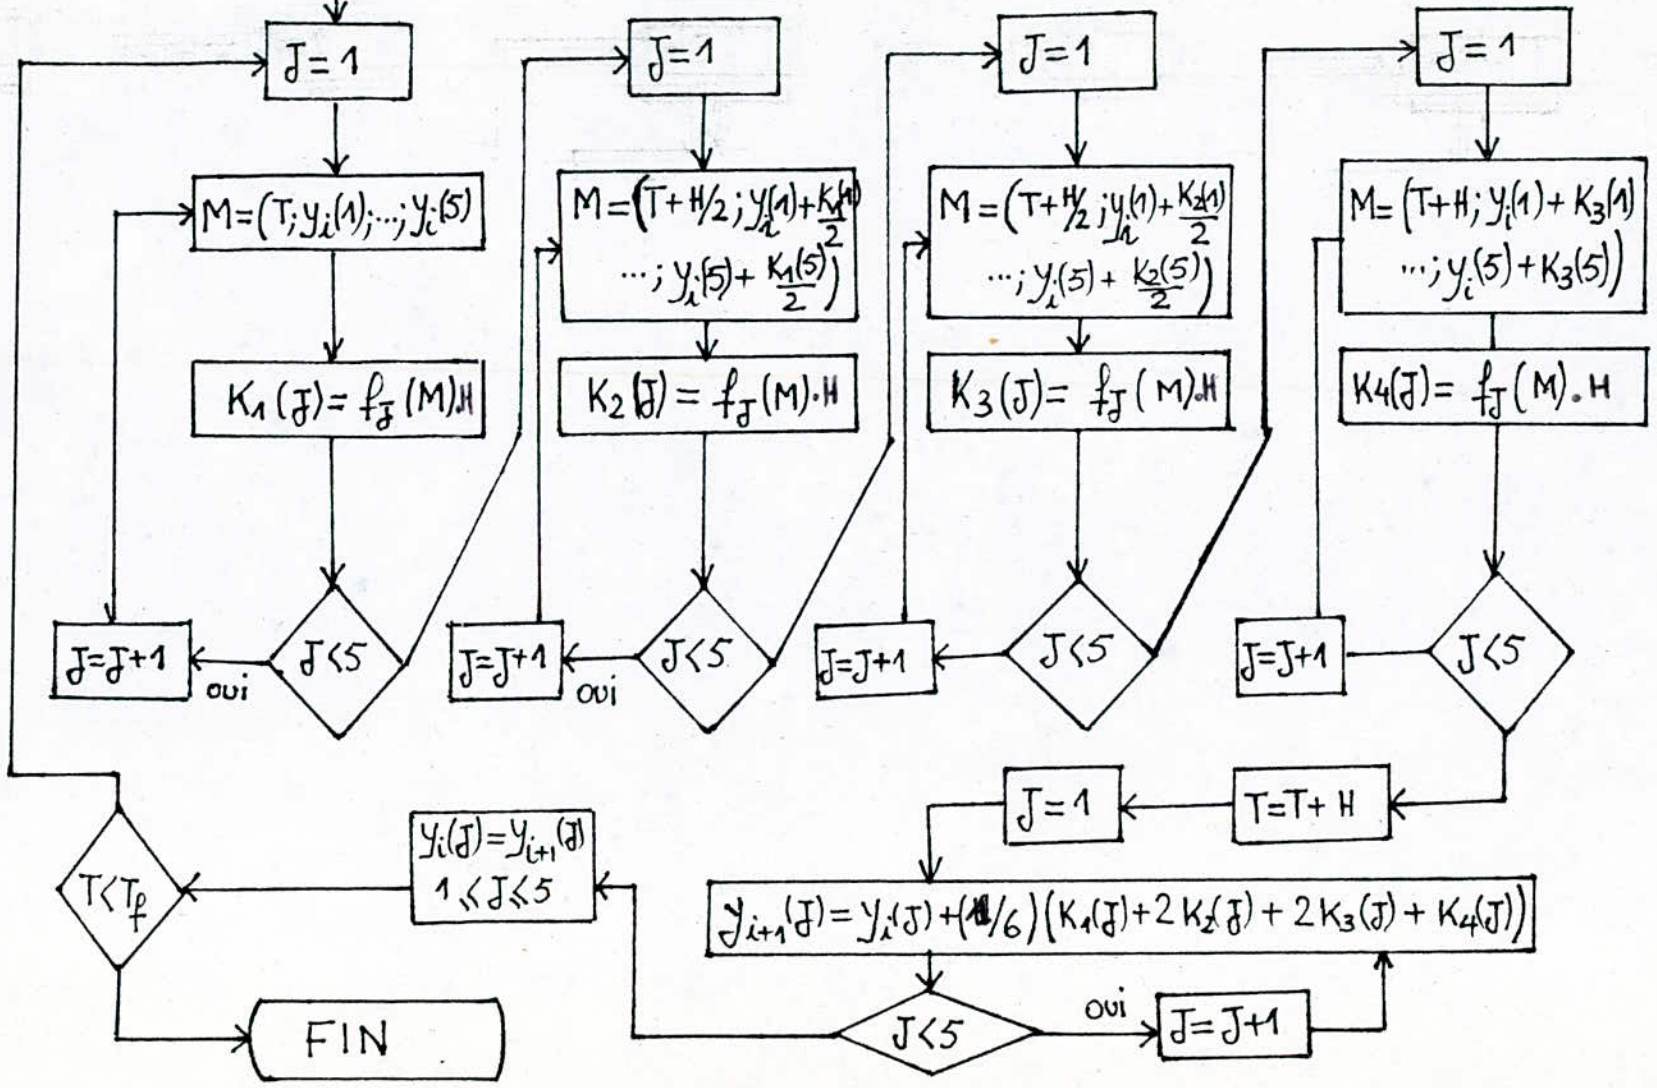 J=1
M=(T; yi(1);...; yi(5)
K1(J)=fJ(M).H
J<5
oui
J=J+1
J=1
M=(T+H/2; yi(1)+K1(1)/2
...; yi(5)+K1(5)/2)
K2(J)=fJ(M).H
J<5
oui
J=J+1
J=1
M=(T+H/2; yi(1)+K2(1)/2
...; yi(5)+K2(5)/2)
K3(J)=fJ(M).H
J<5
J=J+1
J=1
M=(T+H; yi(1)+K3(1)
...; yi(5)+K3(5))
K4(J)=fJ(M).H
J<5
J=J+1
T=T+H
J=1
yi+1(J)=yi(J)+(1/6)(K1(J)+2K2(J)+2K3(J)+K4(J))
J<5
oui
J=J+1
yi(J)=yi+1(J)
1⩽J⩽5
T<Tf
FIN